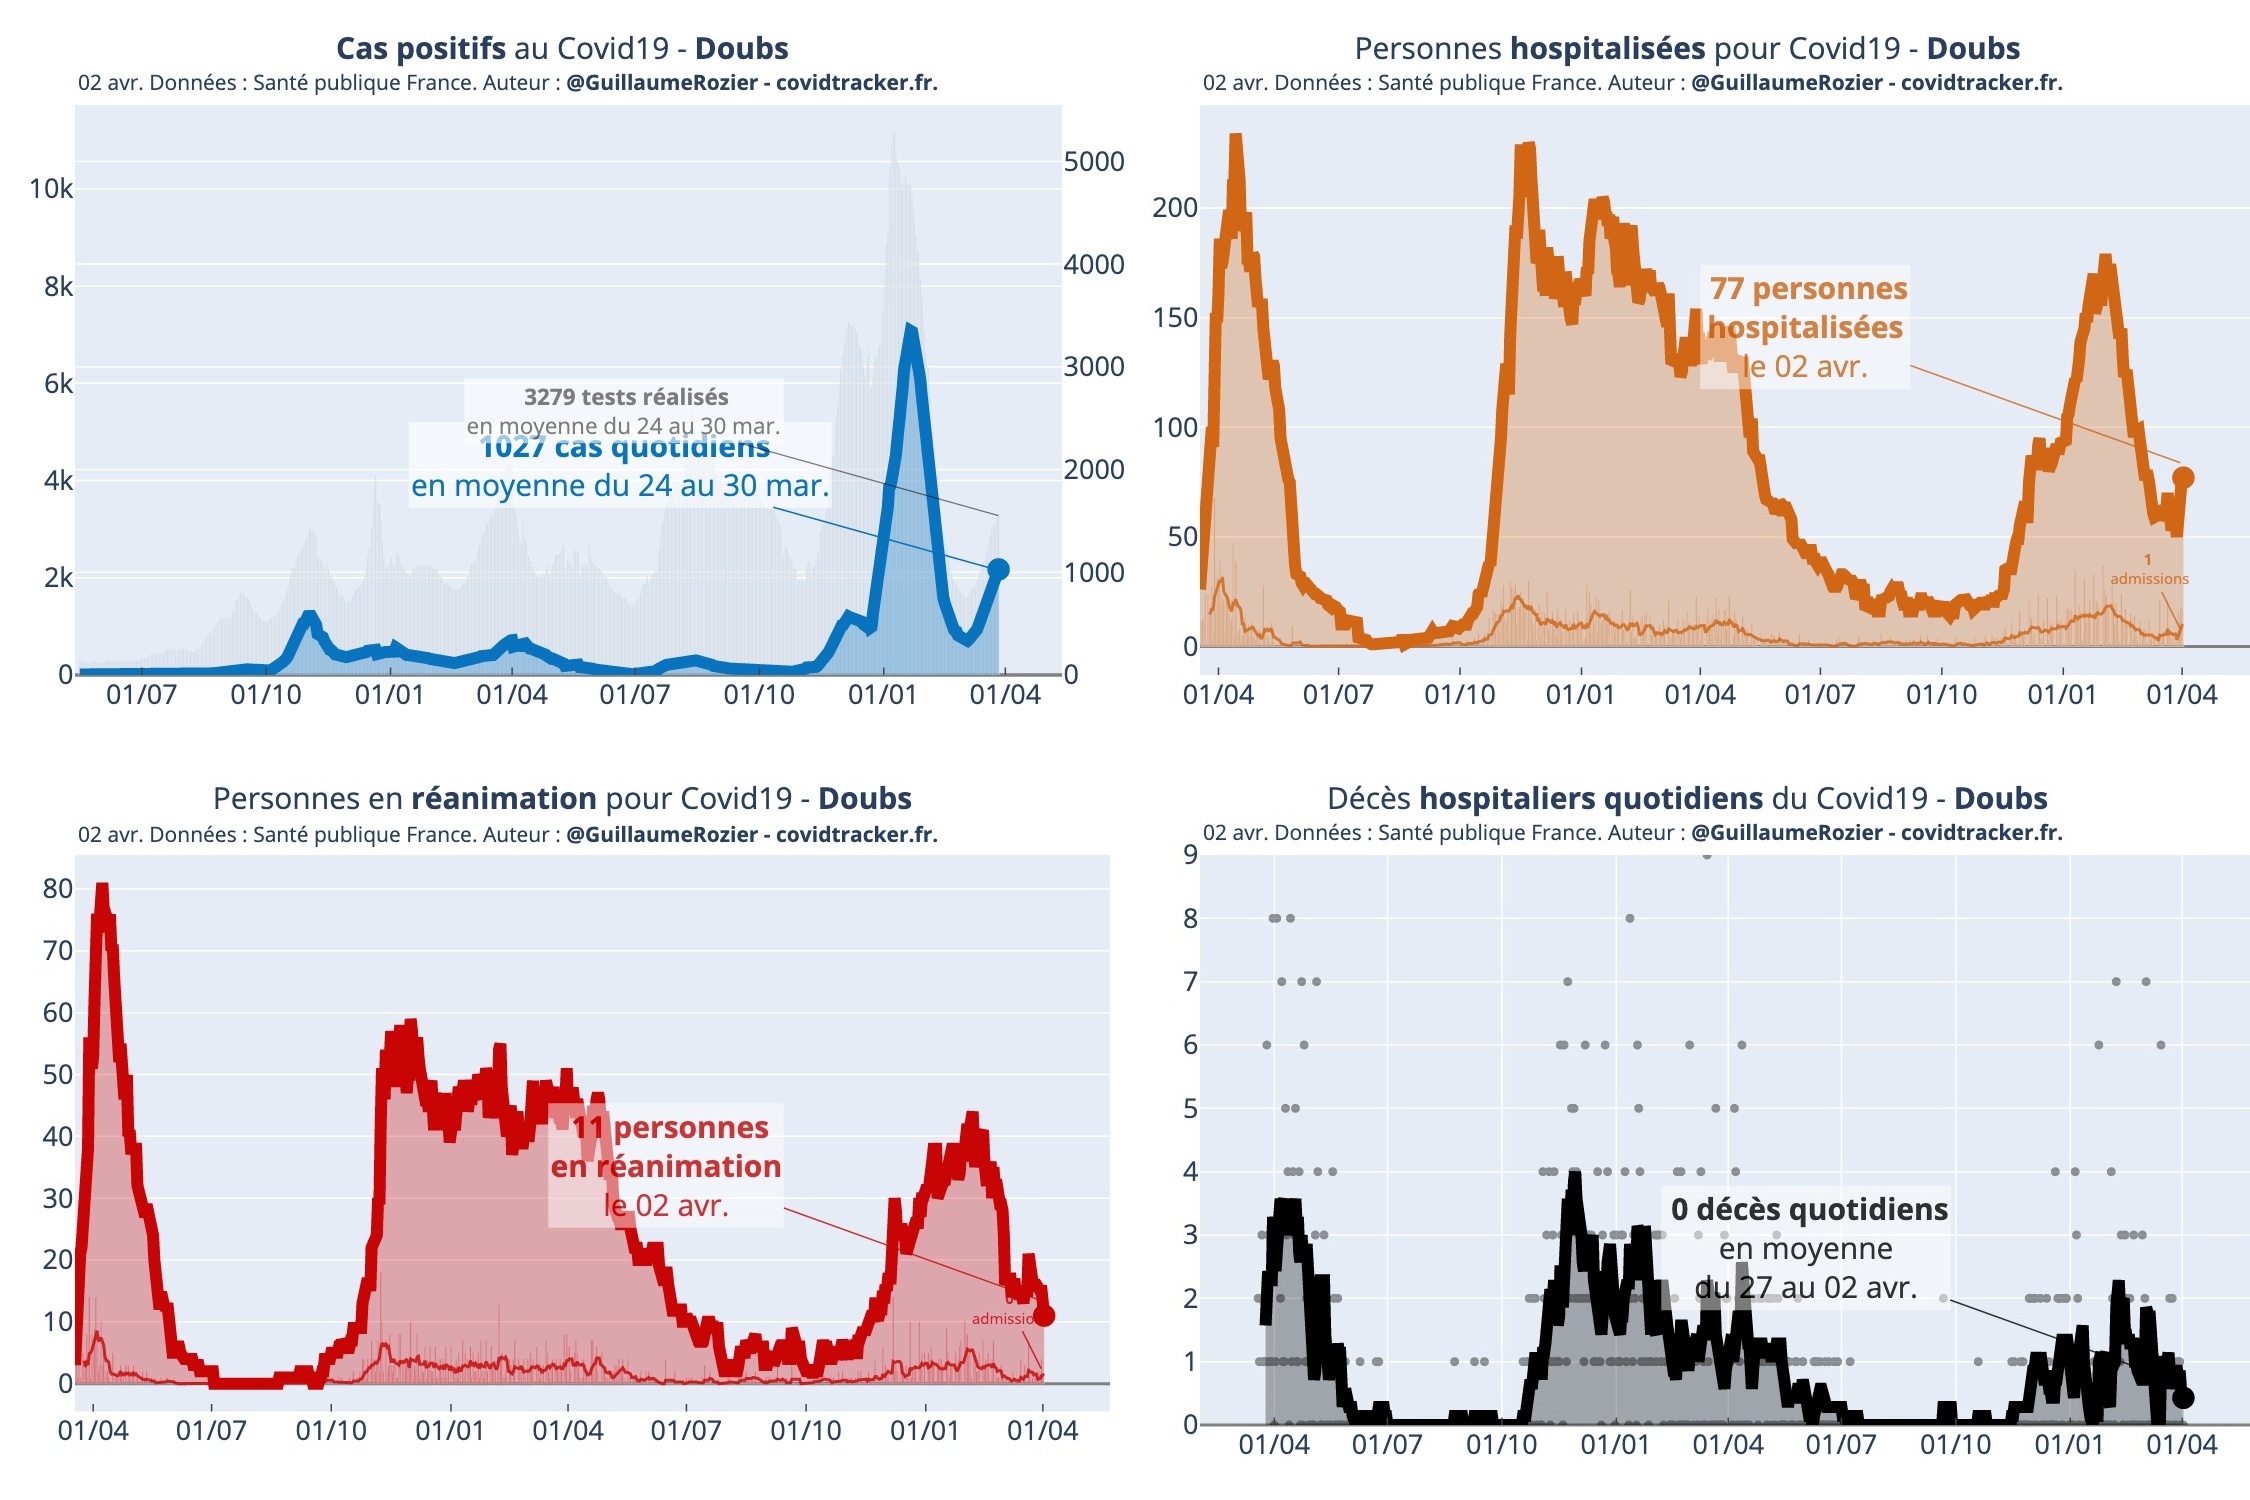 Cas positifs au Covid19 - Doubs
02 avr. Données : Santé publique France. Auteur : @GuillaumeRozier - covidtracker.fr.
10k
8k
6k
4k
2k
0
5000
4000
3000
2000
1000
0
3279 tests réalisés
en moyenne du 24 au 30 mar.
1027 cas quotidiens
en moyenne du 24 au 30 mar.
01/07 01/10 01/01 01/04 01/07 01/10 01/01 01/04
Personnes hospitalisées pour Covid19 - Doubs
02 avr. Données : Santé publique France. Auteur : @GuillaumeRozier - covidtracker.fr.
200
150
100
50
0
77 personnes
hospitalisées
le 02 avr.
1
admissions
01/04 01/07 01/10 01/01 01/04 01/07 01/10 01/01 01/04
Personnes en réanimation pour Covid19 - Doubs
02 avr. Données : Santé publique France. Auteur : @GuillaumeRozier - covidtracker.fr.
80
70
60
50
40
30
20
10
0
11 personnes
en réanimation
le 02 avr.
admissio
01/04 01/07 01/10 01/01 01/04 01/07 01/10 01/01 01/04
Décès hospitaliers quotidiens du Covid19 - Doubs
02 avr. Données : Santé publique France. Auteur : @GuillaumeRozier - covidtracker.fr.
9
8
7
6
5
4
3
2
1
0
0 décès quotidiens
en moyenne
du 27 au 02 avr.
01/04 01/07 01/10 01/01 01/04 01/07 01/10 01/01 01/04